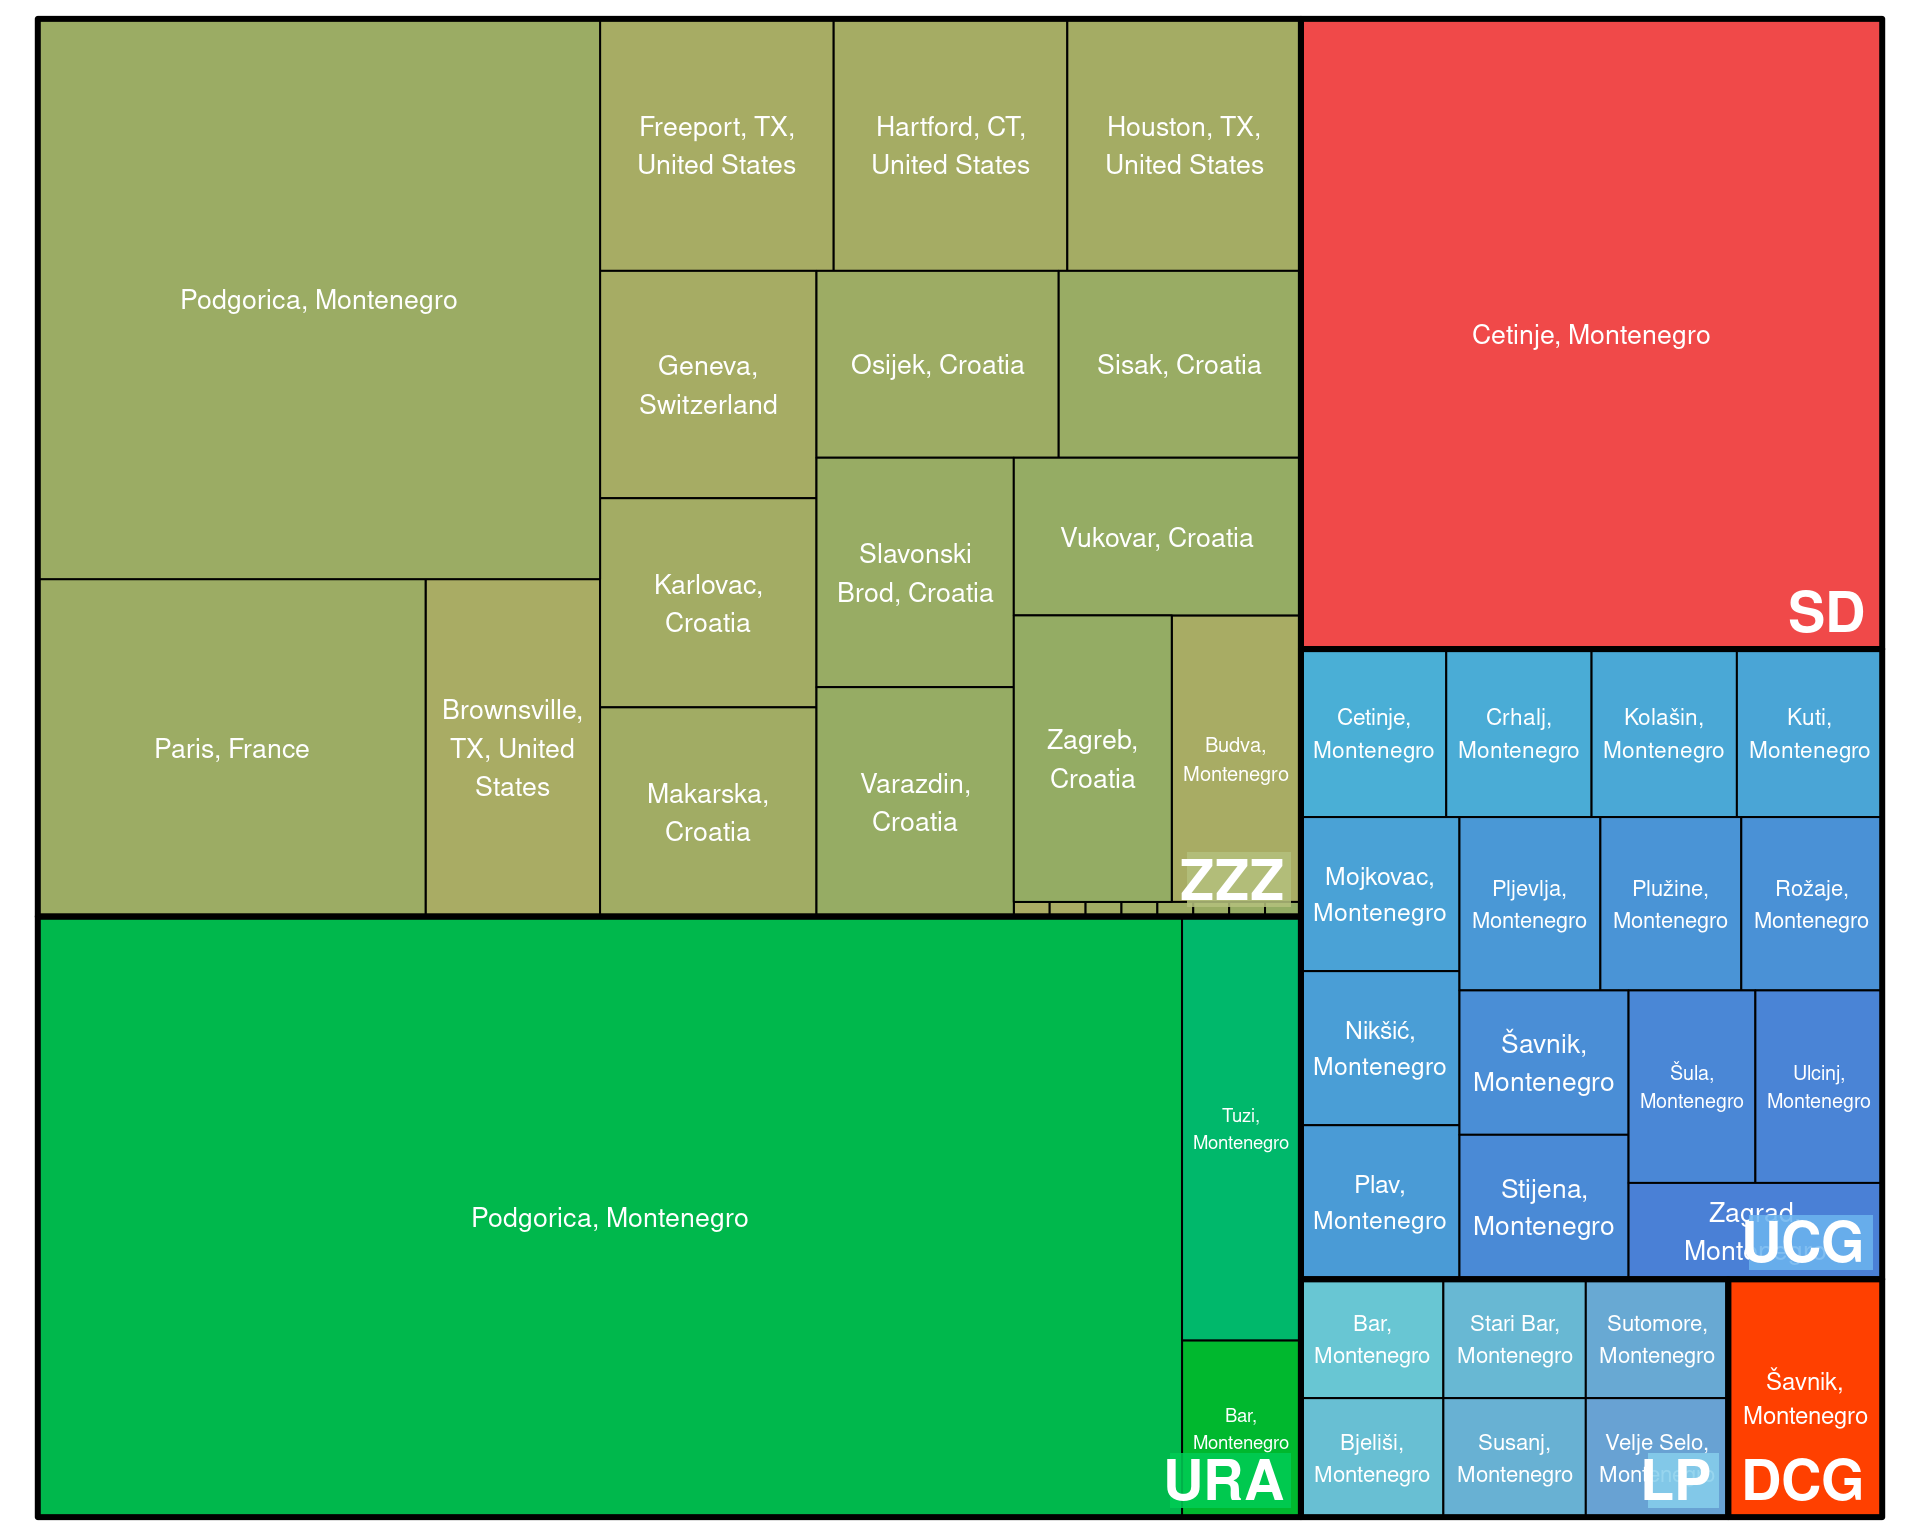 Podgorica, Montenegro
Paris, France
Brownsville,
TX, United
States
Freeport, TX,
United States
Hartford, CT,
United States
Houston, TX,
United States
Geneva,
Switzerland
Osijek, Croatia
Sisak, Croatia
Karlovac,
Croatia
Slavonski
Brod, Croatia
Vukovar, Croatia
Makarska,
Croatia
Varazdin,
Croatia
Zagreb,
Croatia
Budva,
Montenegro
ZZZ
Podgorica, Montenegro
Tuzi,
Montenegro
Bar,
Montenegro
URA
Cetinje, Montenegro
SD
Cetinje,
Montenegro
Crhalj,
Montenegro
Kolašin,
Montenegro
Kuti,
Montenegro
Mojkovac,
Montenegro
Pljevlja,
Montenegro
Plužine,
Montenegro
Rožaje,
Montenegro
Nikšić,
Montenegro
Šavnik,
Montenegro
Šula,
Montenegro
Ulcinj,
Montenegro
Plav,
Montenegro
Stijena,
Montenegro
Zagrad,
Montenegro
UCG
Bar,
Montenegro
Stari Bar,
Montenegro
Sutomore,
Montenegro
Bjeliši,
Montenegro
Susanj,
Montenegro
Velje Selo,
Montenegro
LP
Šavnik,
Montenegro
DCG